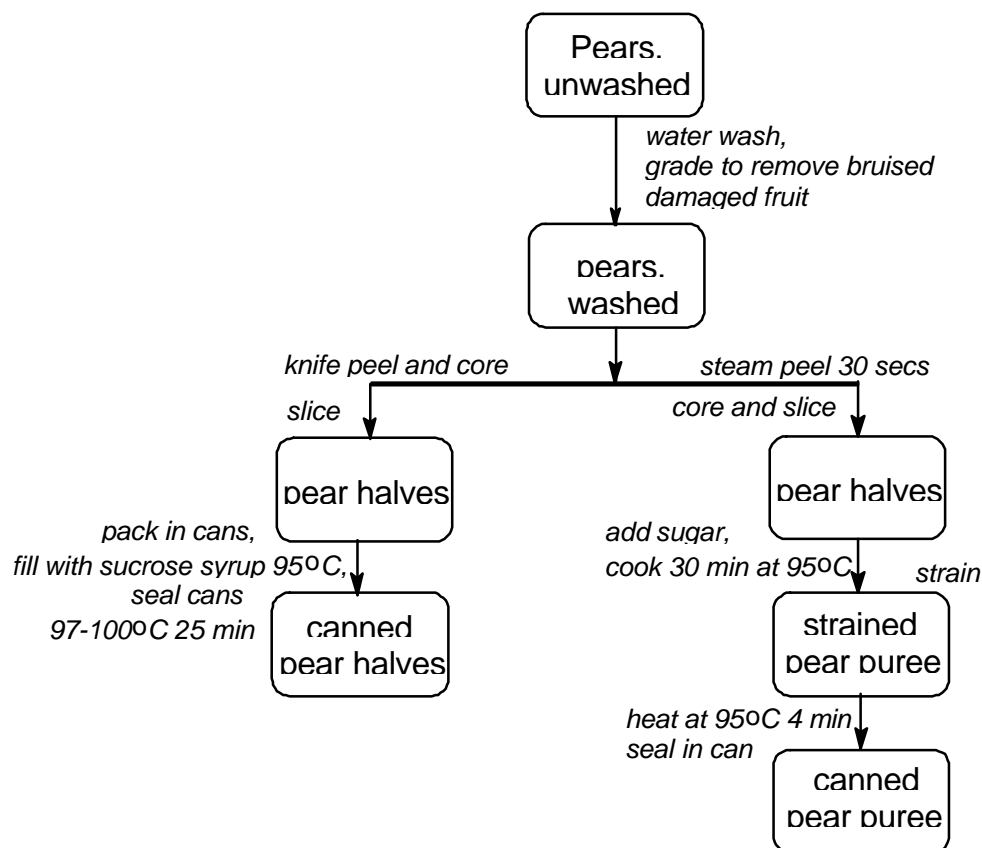 Pears.
unwashed
water wash,
grade to remove bruised
damaged fruit
pears.
washed
knife peel and core
steam peel 30 secs
slice
core and slice
pear halves
pear halves
pack in cans,
fill with sucrose syrup 95ºC,
seal cans
97-100ºC 25 min
add sugar,
cook 30 min at 95ºC
strain
canned
pear halves
strained
pear puree
heat at 95ºC 4 min
seal in can
canned
pear puree